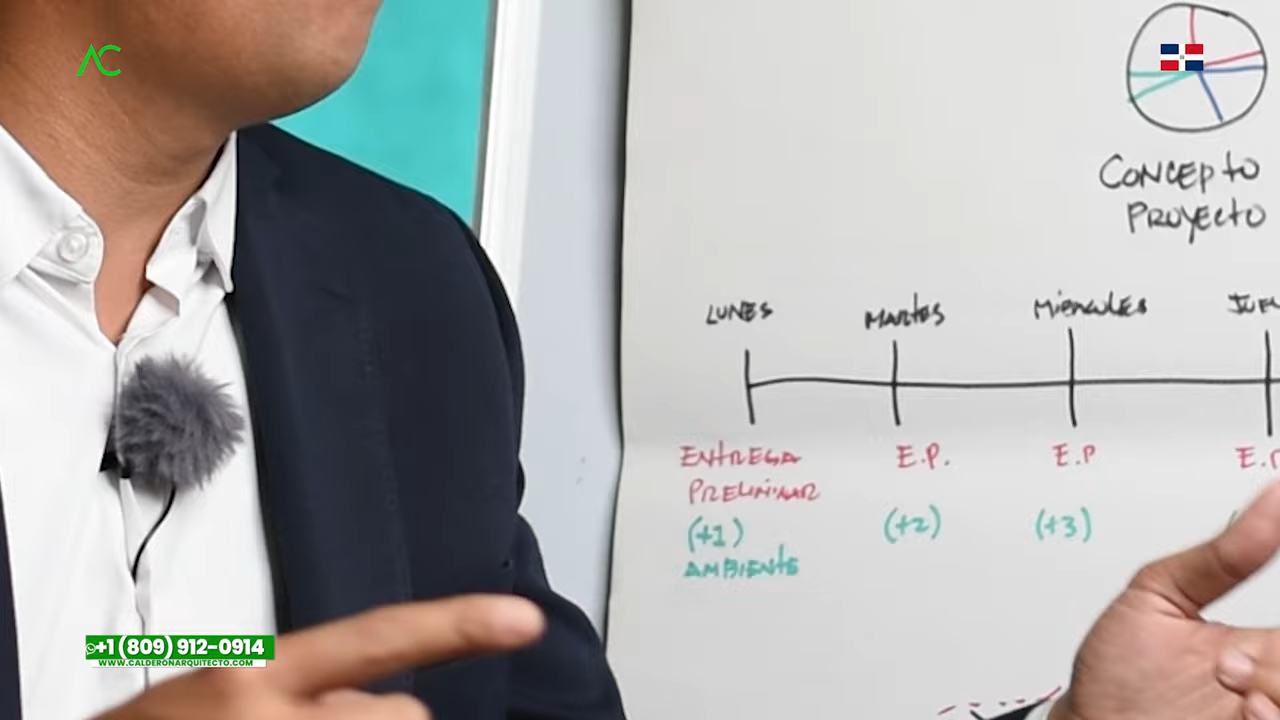 AC
CONCEPTO
PROYECTO
LUNES MARTES MIERCOLES JUE
ENTREGA E.P. E.P E.P
PRELIMINAR
(+1) (+2) (+3)
AMBIENTE
+1 (809) 912-0914
WWW.CALDERONARQUITECTO.COM